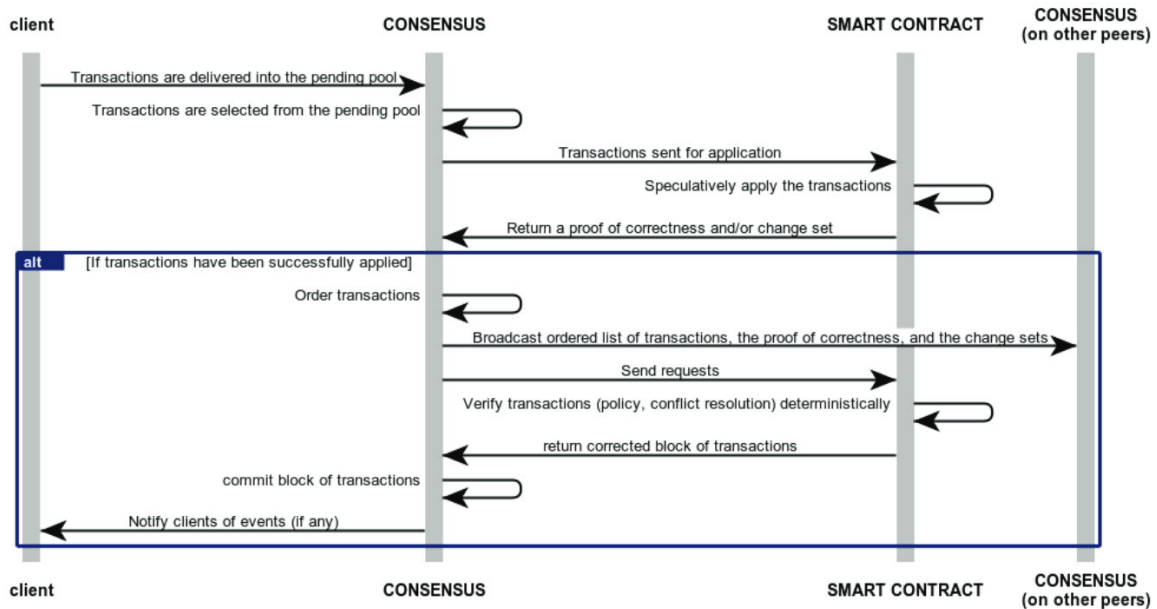 client
CONSENSUS
SMART CONTRACT
CONSENSUS
(on other peers)
Transactions are delivered into the pending pool
Transactions are selected from the pending pool
Transactions sent for application
Speculatively apply the transactions
Return a proof of correctness and/or change set
alt
[If transactions have been successfully applied]
Order transactions
Broadcast ordered list of transactions, the proof of correctness, and the change sets
Send requests
Verify transactions (policy, conflict resolution) deterministically
return corrected block of transactions
commit block of transactions
Notify clients of events (if any)
client
CONSENSUS
SMART CONTRACT
CONSENSUS
(on other peers)